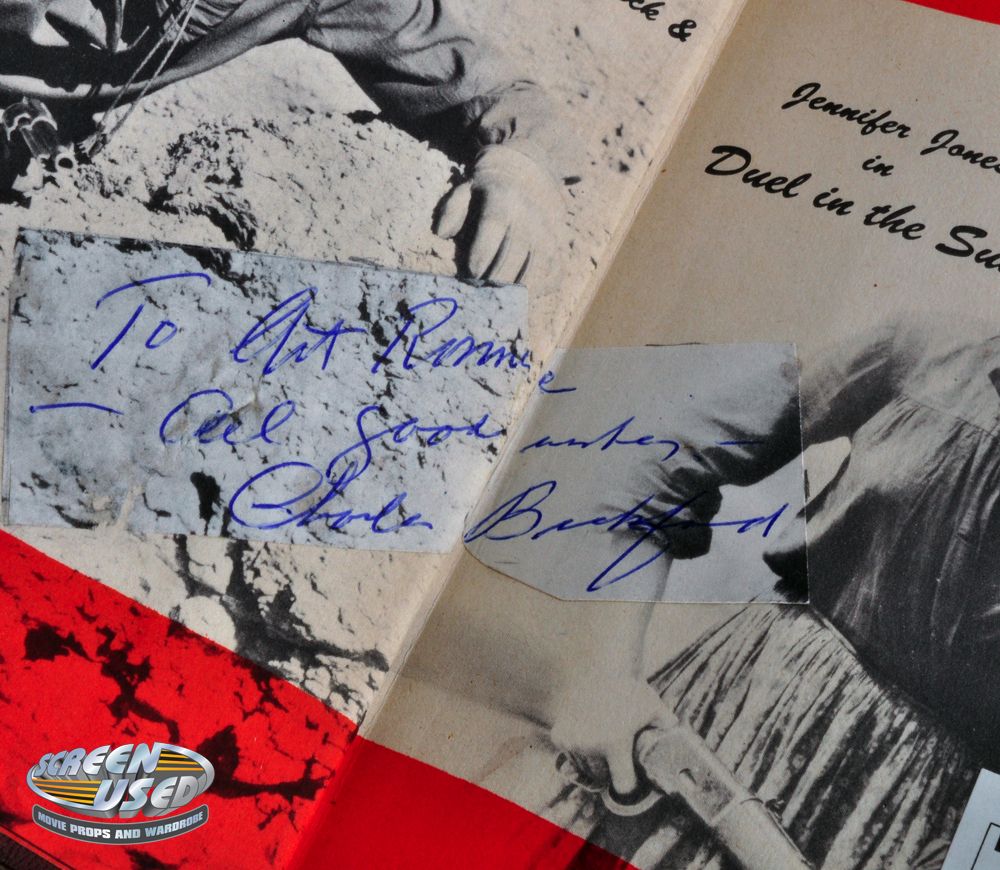 ck &
Jennifer Jones
in
Duel in the Su
To Art Ronnie
— All good wishes —
Charles Bickford
SCREEN
USED
MOVIE PROPS AND WARDROBE